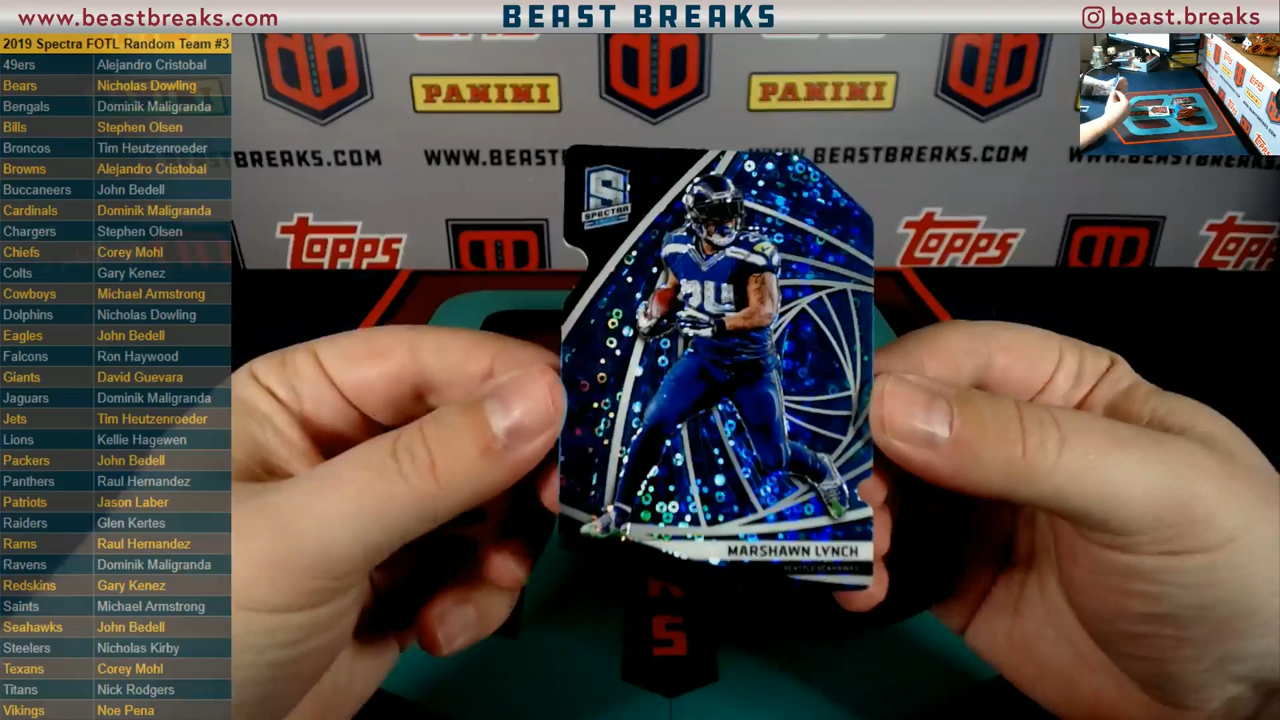 www.beastbreaks.com
BEAST BREAKS
beast.breaks
2019 Spectra FOTL Random Team #3
49ers Alejandro Cristobal
Bears Nicholas Dowling
Bengals Dominik Maligranda
Bills Stephen Olsen
Broncos Tim Heutzenroeder
Browns Alejandro Cristobal
Buccaneers John Bedell
Cardinals Dominik Maligranda
Chargers Stephen Olsen
Chiefs Corey Mohl
Colts Gary Kenez
Cowboys Michael Armstrong
Dolphins Nicholas Dowling
Eagles John Bedell
Falcons Ron Haywood
Giants David Guevara
Jaguars Dominik Maligranda
Jets Tim Heutzenroeder
Lions Kellie Hagewen
Packers John Bedell
Panthers Raul Hernandez
Patriots Jason Laber
Raiders Glen Kertes
Rams Raul Hernandez
Ravens Dominik Maligranda
Redskins Gary Kenez
Saints Michael Armstrong
Seahawks John Bedell
Steelers Nicholas Kirby
Texans Corey Mohl
Titans Nick Rodgers
Vikings Noe Pena
PANINI
PANINI
BREAKS.COM
WWW.BEAST
BEASTBREAKS.COM
topps
topps
topps
S
SPECTRA
24
MARSHAWN LYNCH
SEATTLE SEAHAWKS
S